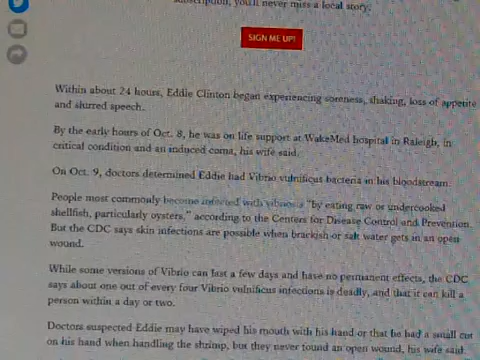 subscription, you'll never miss a local story.
SIGN ME UP!
Within about 24 hours, Eddie Clinton began experiencing soreness, shaking, loss of appetite
and slurred speech.
By the early hours of Oct. 8, he was on life support at WakeMed hospital in Raleigh, in
critical condition and an induced coma, his wife said.
On Oct. 9, doctors determined Eddie had Vibrio vulnificus bacteria in his bloodstream.
People most commonly become infected with vibriosis "by eating raw or undercooked
shellfish, particularly oysters," according to the Centers for Disease Control and Prevention.
But the CDC says skin infections are possible when brackish or salt water gets in an open
wound.
While some versions of Vibrio can last a few days and have no permanent effects, the CDC
says about one out of every four Vibrio vulnificus infections is deadly, and that it can kill a
person within a day or two.
Doctors suspected Eddie may have wiped his mouth with his hand or that he had a small cut
on his hand when handling the shrimp, but they never found an open wound, his wife said.